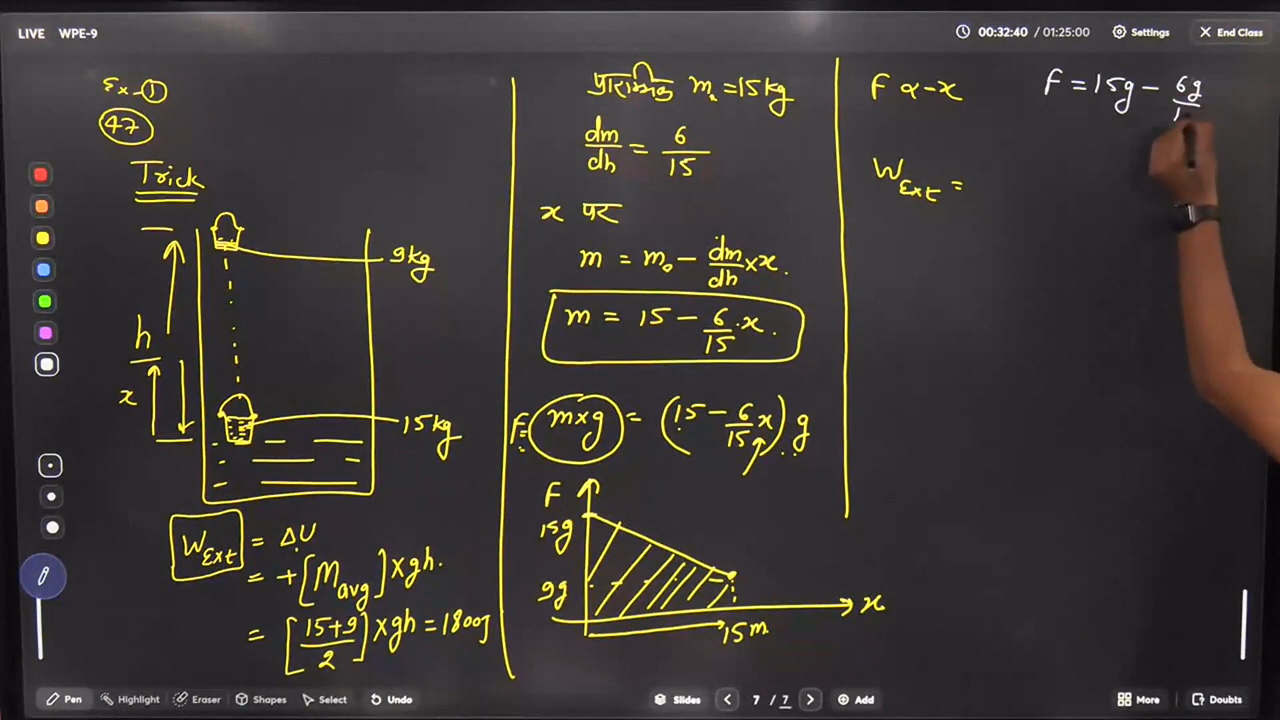 LIVE WPE-9
00:32:40 / 01:25:00 Settings End Class
Ex-①
47
Trick
9kg
h
x
15kg
W_Ext = ΔU
= +[M_avg] × gh.
= [15+9/2] × gh = 1800J
प्रारम्भिक m₀ = 15kg
dm/dh = 6/15
x पर
m = m₀ - dm/dh × x.
m = 15 - 6/15 . x.
F = m×g = (15 - 6/15 x) g
F
15g
9g
15m
x
F ∝ -x
W_Ext =
F = 15g - 6g/1
Pen Highlight Eraser Shapes Select Undo Slides 7 / 7 Add More Doubts